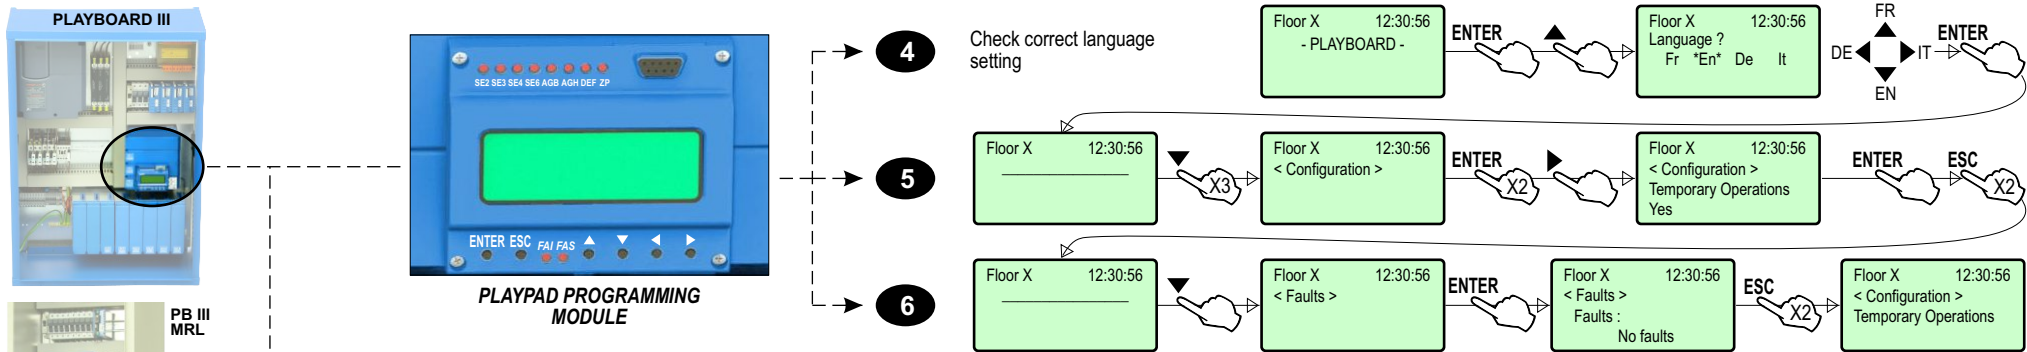 PLAYBOARD III
PB III
MRL
SE2 SE3 SE4 SE6 AGB AGH DEF ZP
ENTER ESC FAI FAS
PLAYPAD PROGRAMMING
MODULE
4
Check correct language
setting
Floor X 12:30:56
- PLAYBOARD -
ENTER
Floor X 12:30:56
Language ?
Fr *En* De It
FR
DE IT
EN
ENTER
5
Floor X 12:30:56
X3
Floor X 12:30:56
< Configuration >
ENTER
X2
Floor X 12:30:56
< Configuration >
Temporary Operations
Yes
ENTER
ESC
X2
6
Floor X 12:30:56
Floor X 12:30:56
< Faults >
ENTER
Floor X 12:30:56
< Faults >
Faults :
No faults
ESC
X2
Floor X 12:30:56
< Configuration >
Temporary Operations